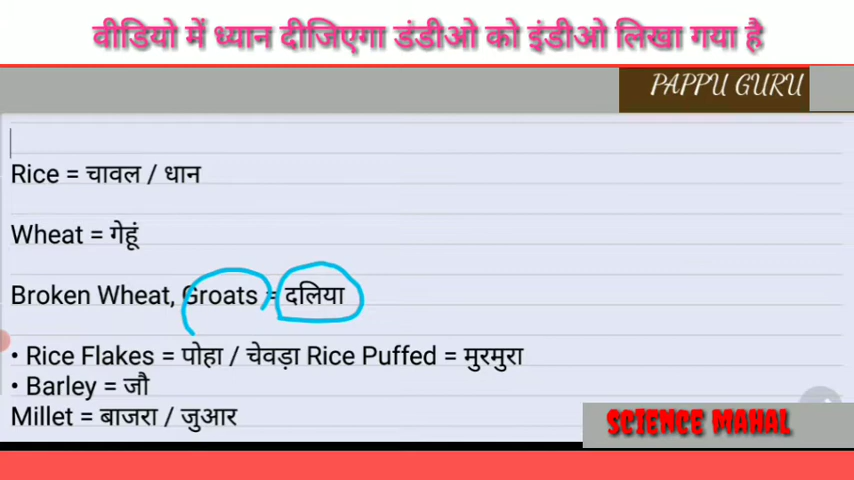 वीडियो में ध्यान दीजिएगा डंडीओ को इंडीओ लिखा गया है
PAPPU GURU
Rice = चावल / धान
Wheat = गेहूं
Broken Wheat, Groats = दलिया
• Rice Flakes = पोहा / चेवड़ा Rice Puffed = मुरमुरा
• Barley = जौ
Millet = बाजरा / जुआर
SCIENCE MAHAL